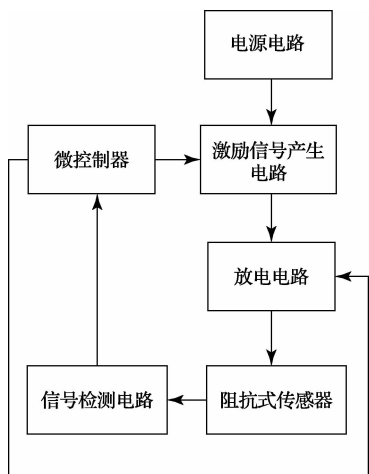 电源电路
微控制器
激励信号产生
电路
放电电路
信号检测电路
阻抗式传感器